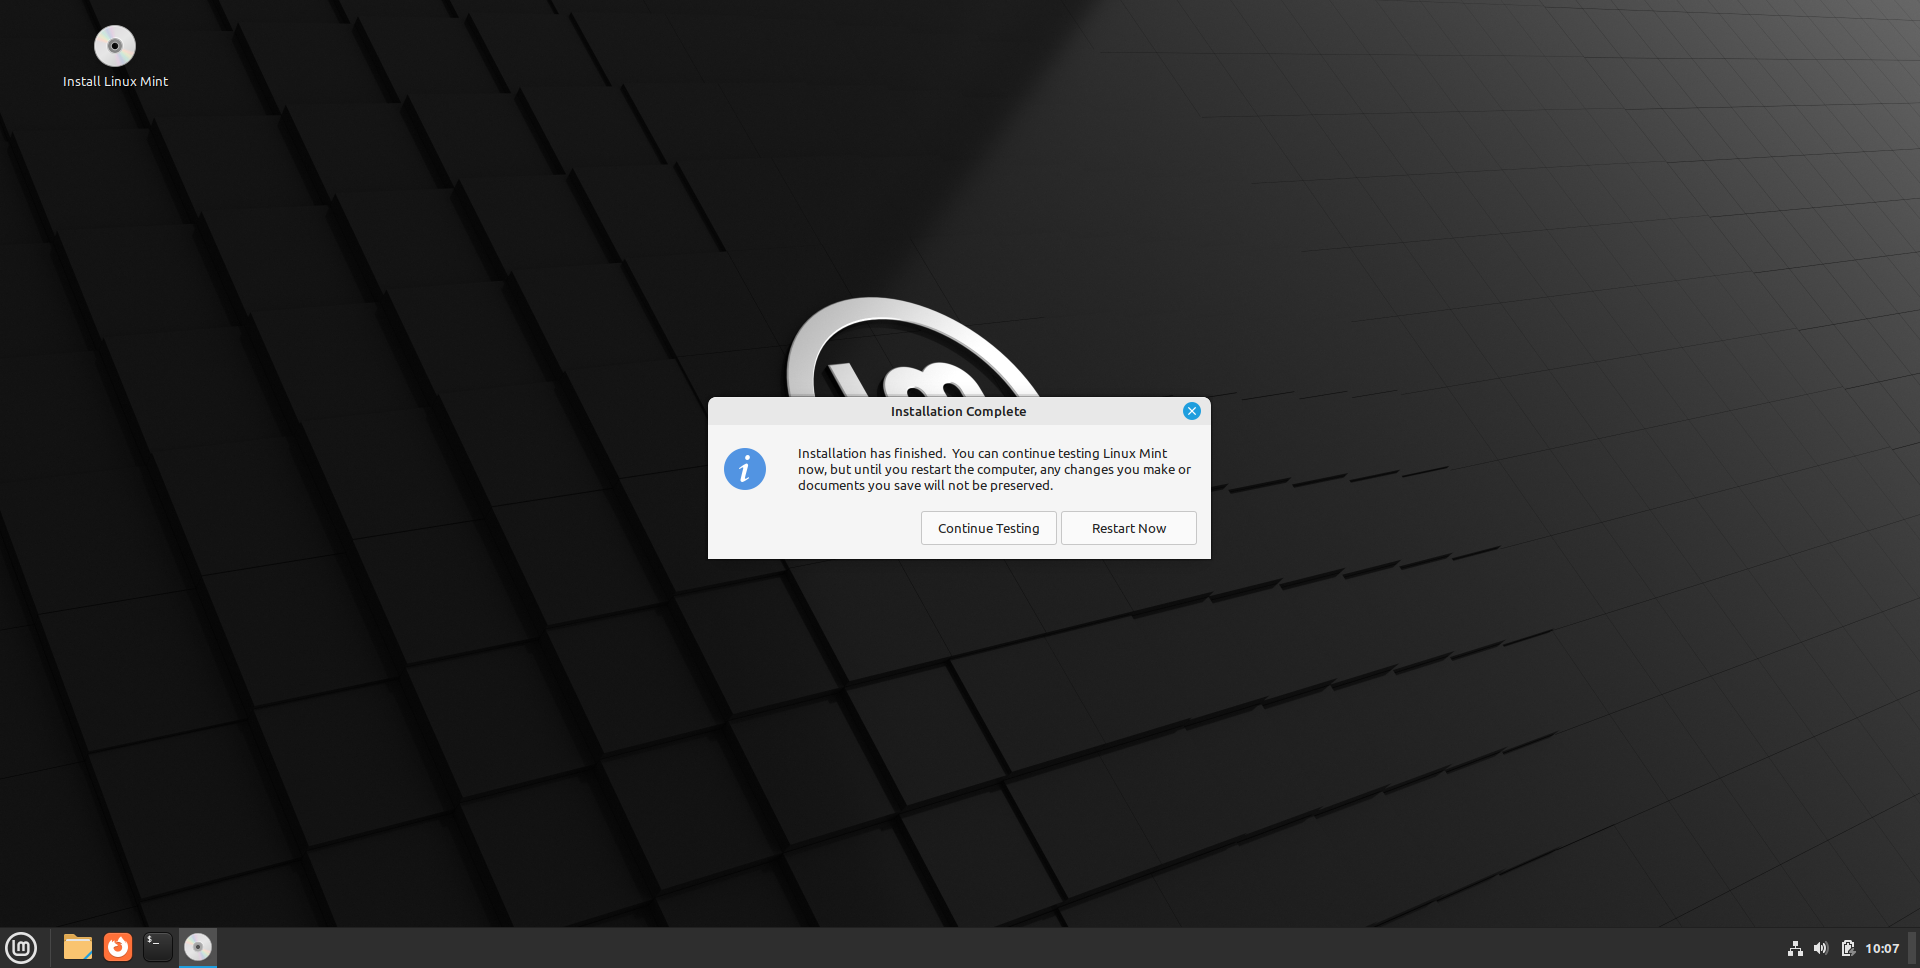 Install Linux Mint
Installation Complete
Installation has finished.  You can continue testing Linux Mint
now, but until you restart the computer, any changes you make or
documents you save will not be preserved.
Continue Testing
Restart Now
lm
$_
10:07